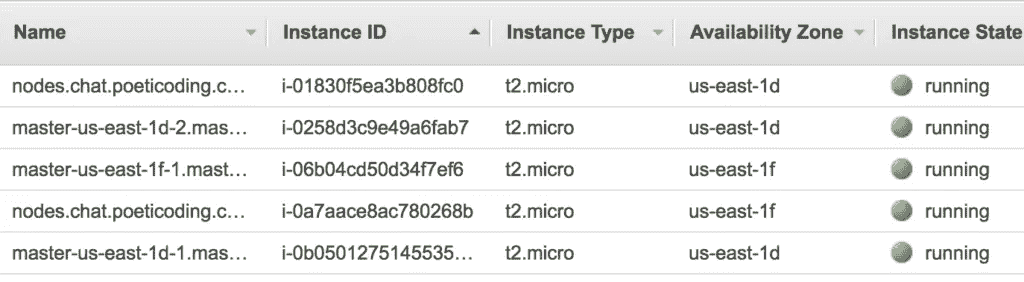 Name Instance ID Instance Type Availability Zone Instance State
nodes.chat.poeticoding.c... i-01830f5ea3b808fc0 t2.micro us-east-1d running
master-us-east-1d-2.mas... i-0258d3c9e49a6fab7 t2.micro us-east-1d running
master-us-east-1f-1.mast... i-06b04cd50d34f7ef6 t2.micro us-east-1f running
nodes.chat.poeticoding.c... i-0a7aace8ac780268b t2.micro us-east-1f running
master-us-east-1d-1.mas... i-0b0501275145535... t2.micro us-east-1d running